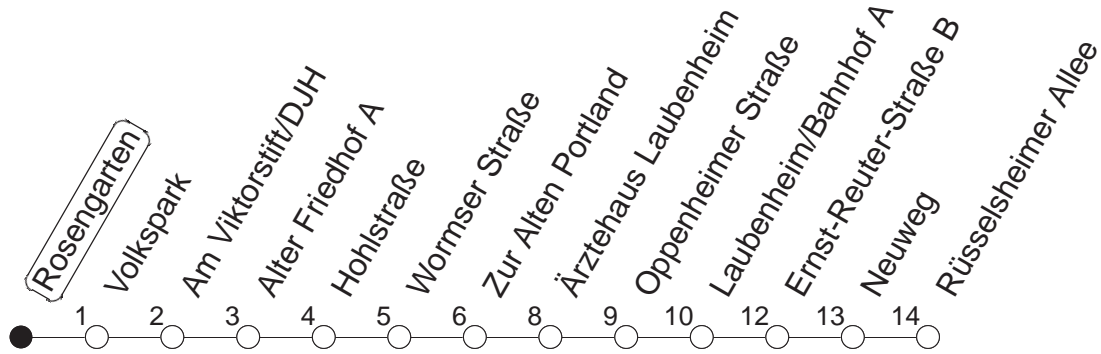 Rosengarten
Volkspark
Am Viktorstift/DJH
Alter Friedhof A
Hohlstraße
Wormser Straße
Zur Alten Portland
Ärztehaus Laubenheim
Oppenheimer Straße
Laubenheim/Bahnhof A
Ernst-Reuter-Straße B
Neuweg
Rüsselsheimer Allee
1 2 3 4 5 6 8 9 10 12 13 14